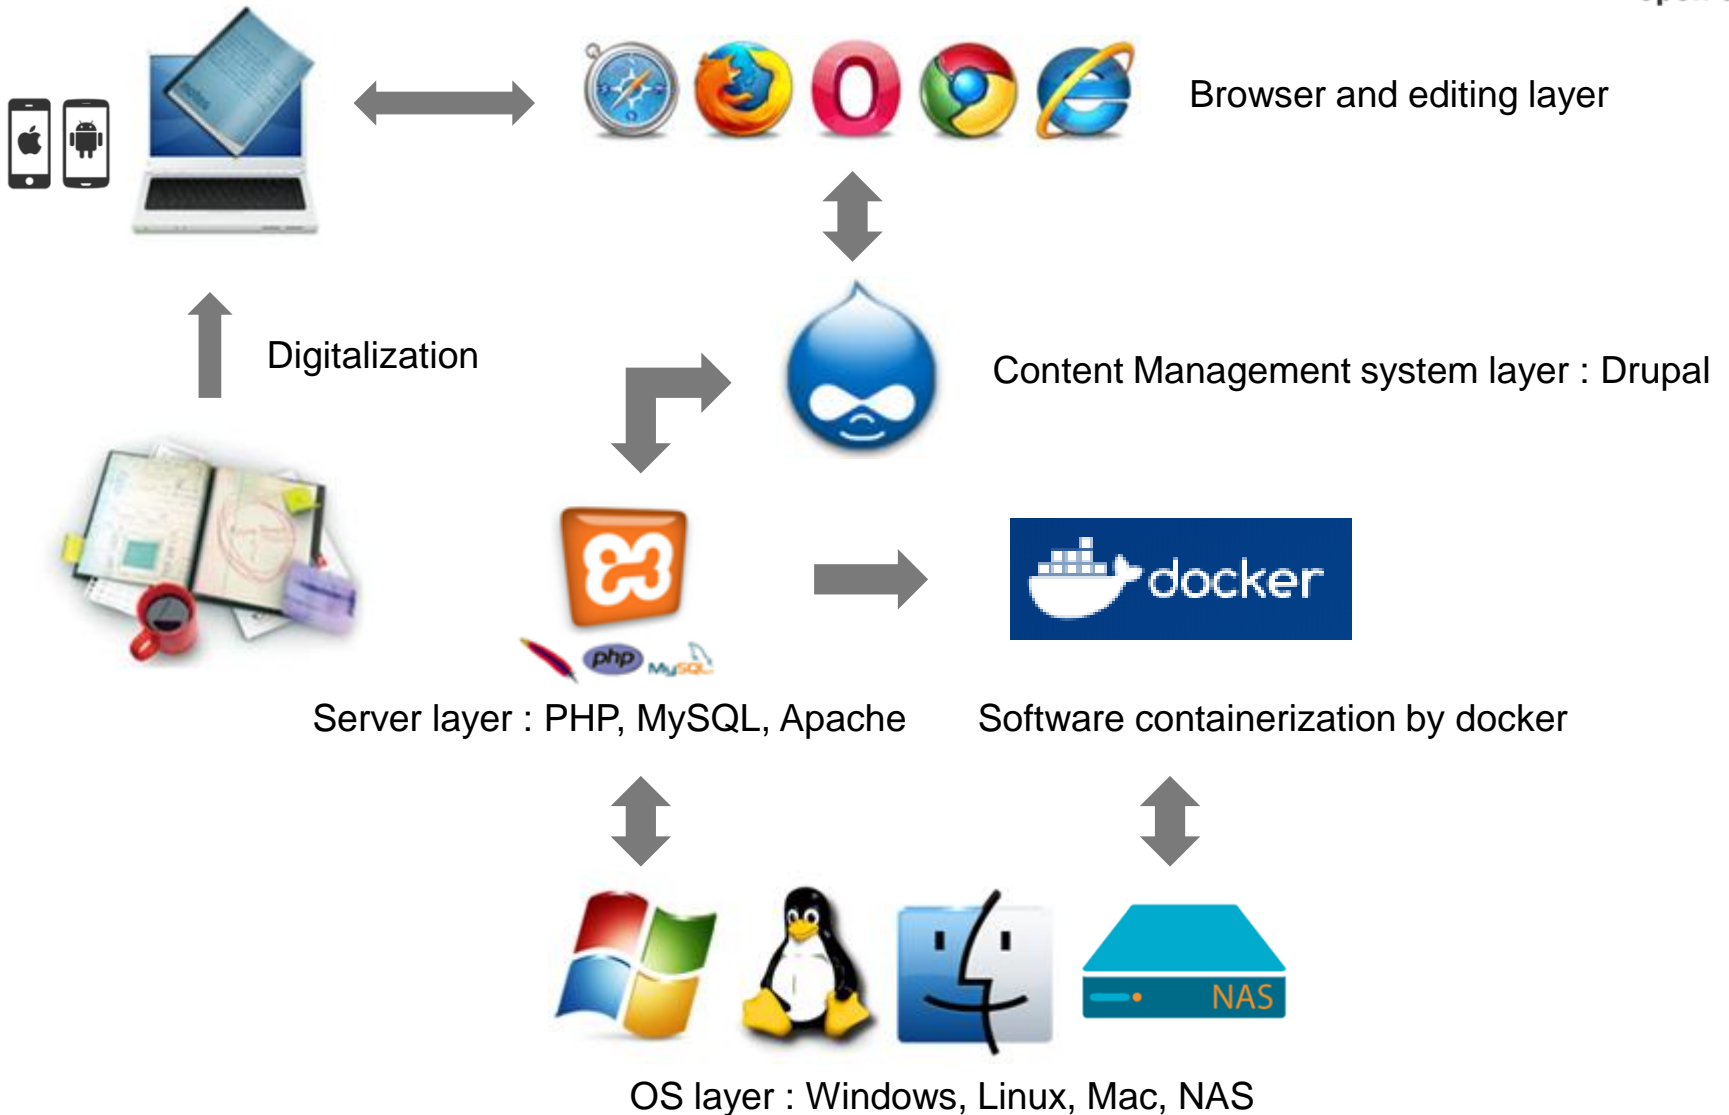 notes
Browser and editing layer
Digitalization
Content Management system layer : Drupal
docker
php
MySQL
Server layer : PHP, MySQL, Apache
Software containerization by docker
NAS
OS layer : Windows, Linux, Mac, NAS